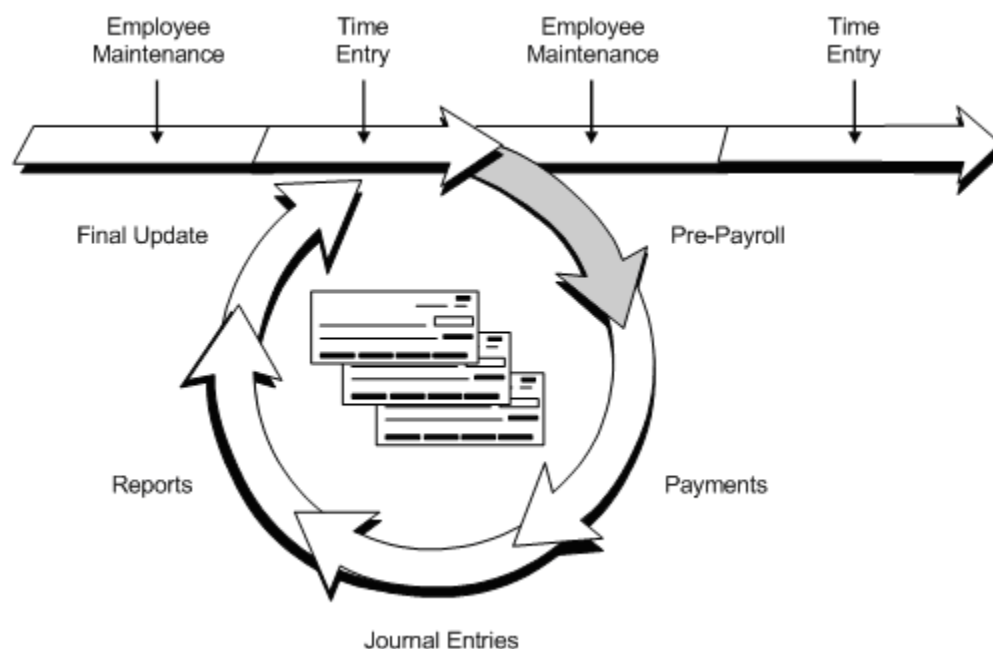 Employee
Maintenance
Time
Entry
Employee
Maintenance
Time
Entry
Final Update
Pre-Payroll
Reports
Payments
Journal Entries